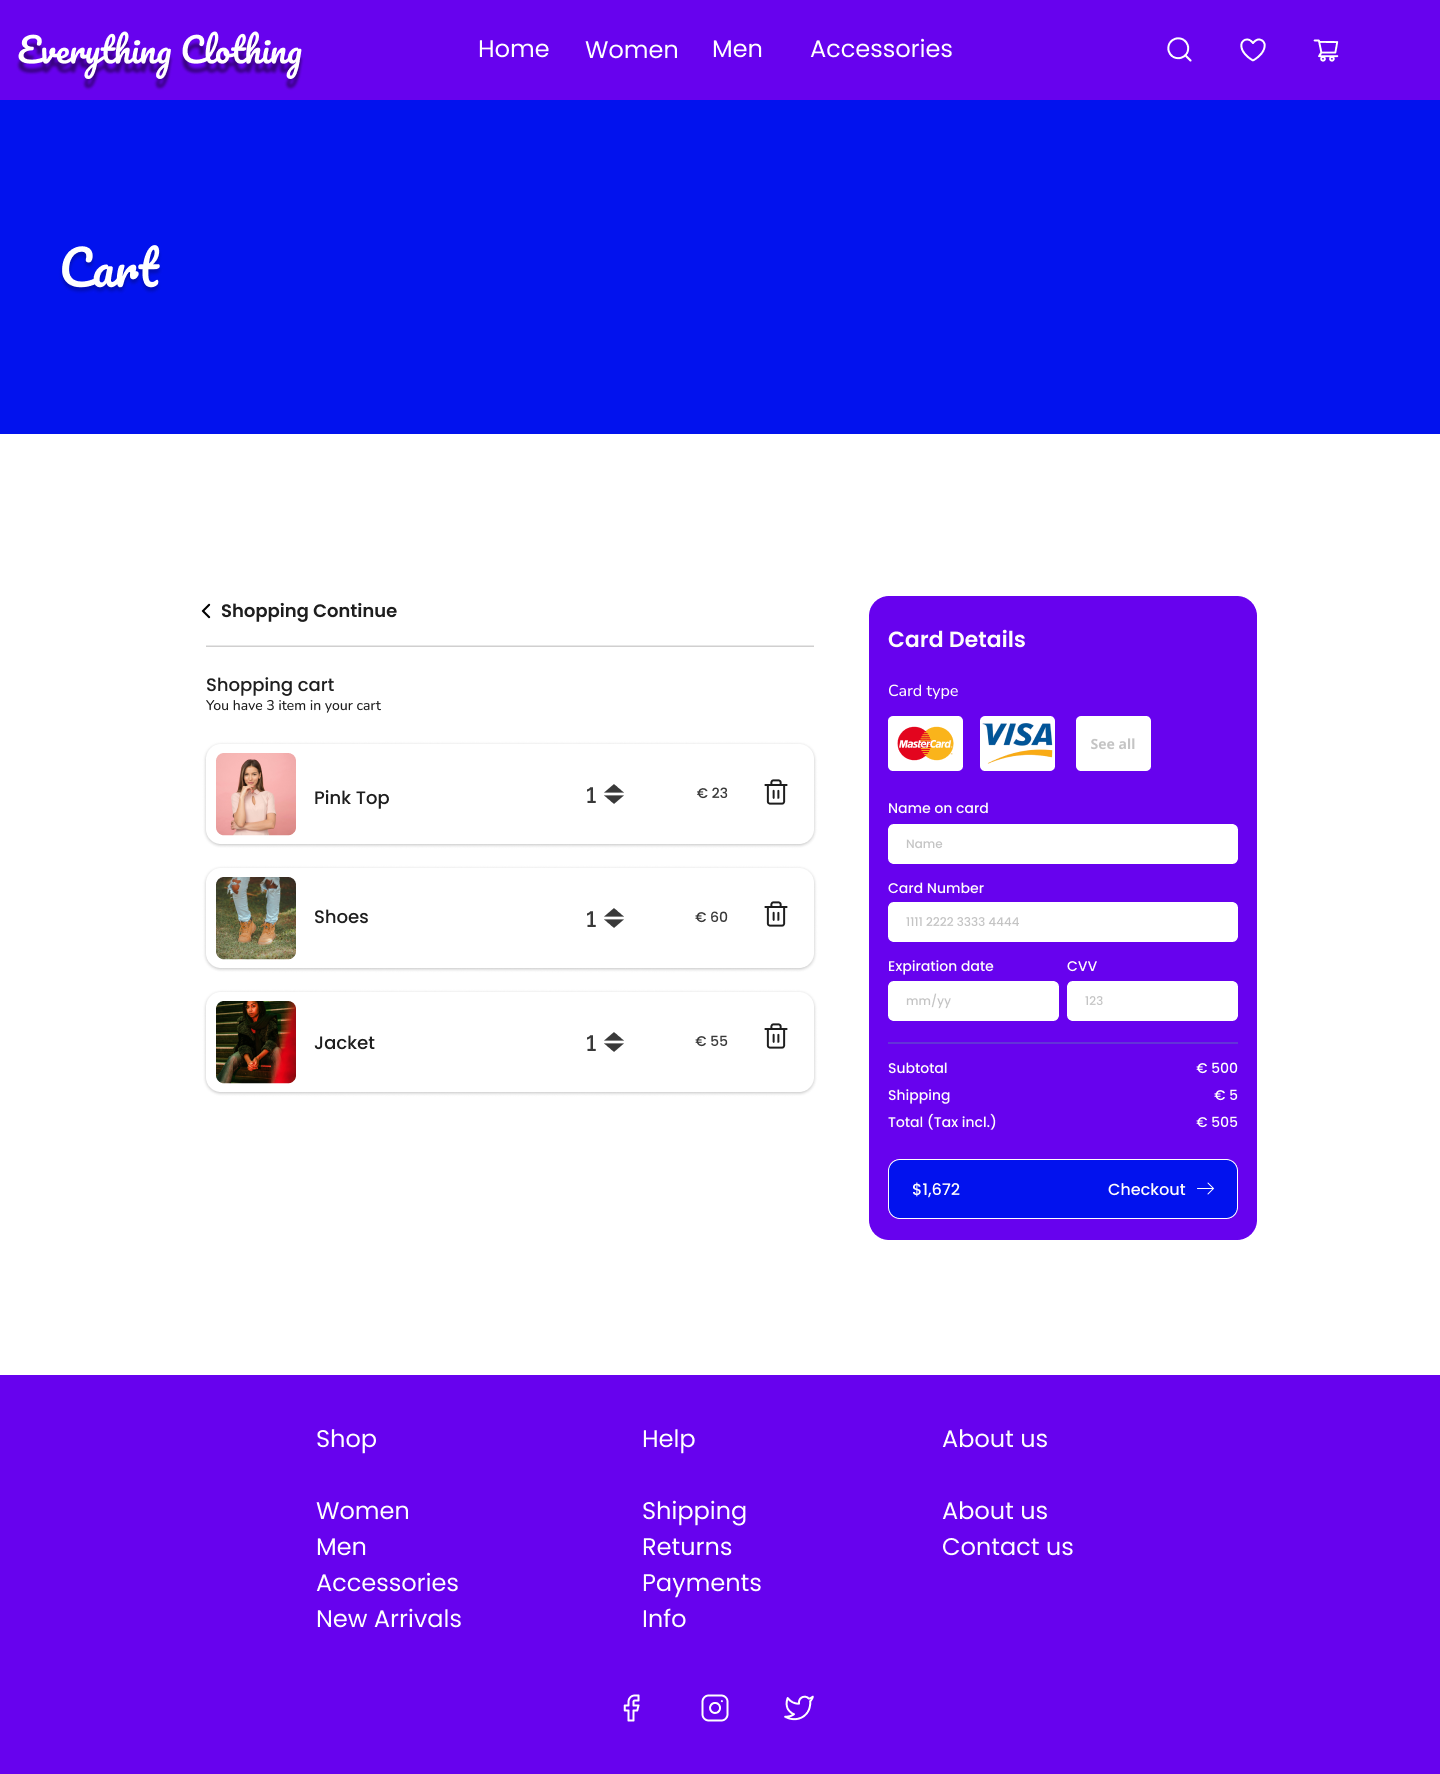 Everything Clothing
Home Women Men Accessories
Cart
Shopping Continue
Shopping cart
You have 3 item in your cart
Pink Top 1 € 23
Shoes 1 € 60
Jacket 1 € 55
Card Details
Card type
MasterCard VISA See all
Name on card
Name
Card Number
1111 2222 3333 4444
Expiration date CVV
mm/yy 123
Subtotal € 500
Shipping € 5
Total (Tax incl.) € 505
$1,672 Checkout
Shop Help About us
Women Shipping About us
Men Returns Contact us
Accessories Payments
New Arrivals Info